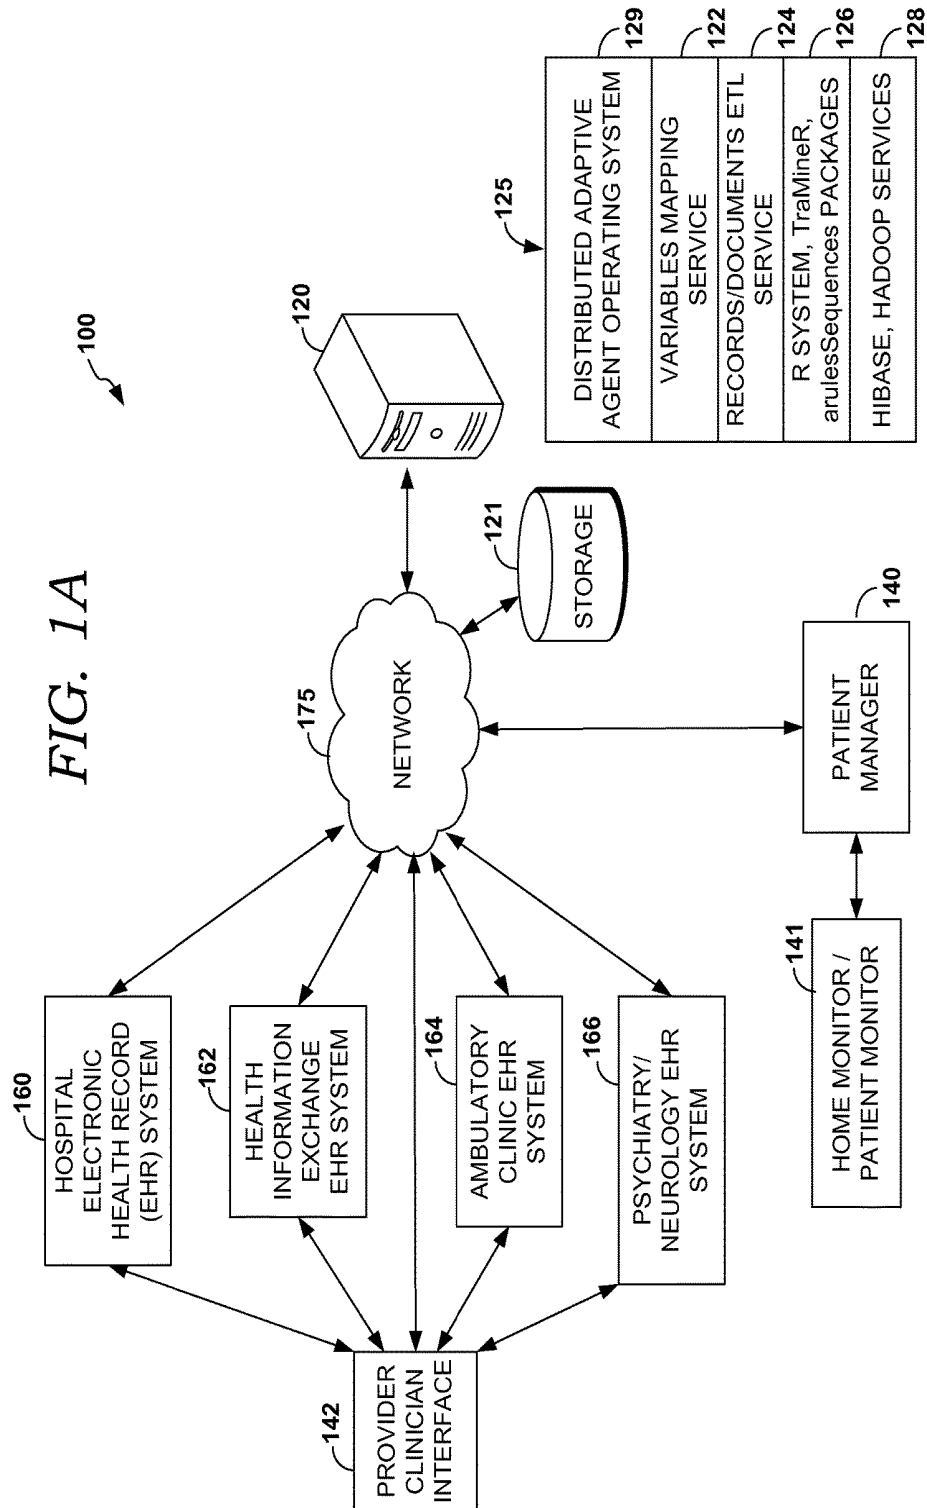 FIG. 1A
100
160
HOSPITAL
ELECTRONIC
HEALTH RECORD
(EHR) SYSTEM
162
HEALTH
INFORMATION
EXCHANGE
EHR SYSTEM
164
AMBULATORY
CLINIC EHR
SYSTEM
166
PSYCHIATRY/
NEUROLOGY EHR
SYSTEM
142
PROVIDER
CLINICIAN
INTERFACE
175
NETWORK
120
121
STORAGE
125
DISTRIBUTED ADAPTIVE
AGENT OPERATING SYSTEM
129
VARIABLES MAPPING
SERVICE
122
RECORDS/DOCUMENTS ETL
SERVICE
124
R SYSTEM, TraMineR,
arulesSequences PACKAGES
126
HIBASE, HADOOP SERVICES
128
141
HOME MONITOR /
PATIENT MONITOR
PATIENT
MANAGER
140